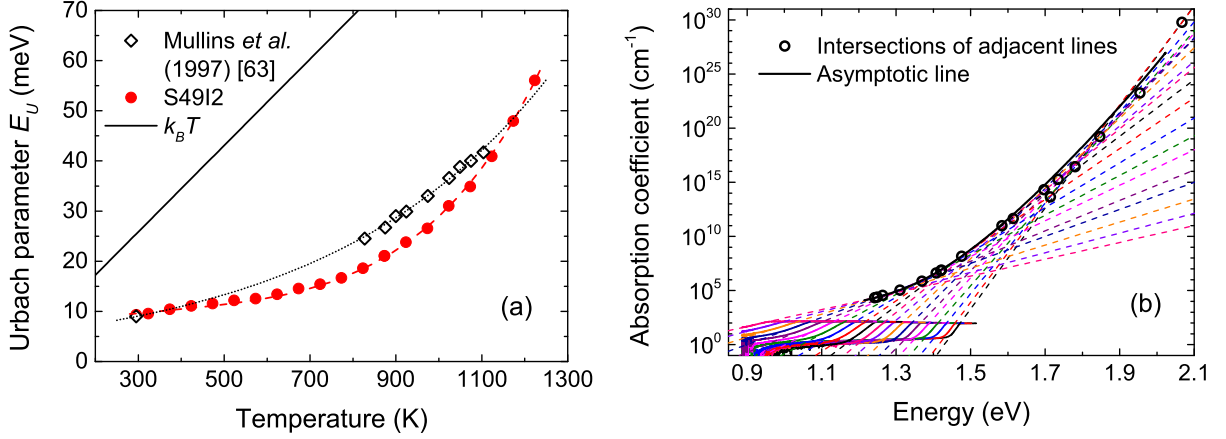 70
60
50
40
30
20
10
0
Urbach parameter E_U (meV)
Mullins et al.
(1997) [63]
S49I2
k_BT
(a)
300 500 700 900 1100 1300
Temperature (K)
10^30
10^25
10^20
10^15
10^10
10^5
10^0
Absorption coefficient (cm^-1)
Intersections of adjacent lines
Asymptotic line
(b)
0.9 1.1 1.3 1.5 1.7 1.9 2.1
Energy (eV)